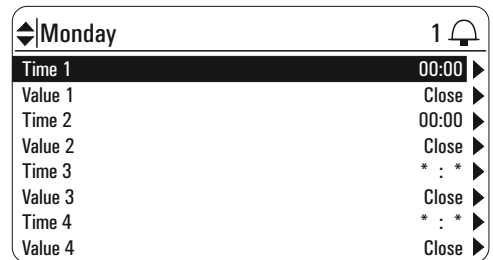 Monday 1
Time 1 00:00
Value 1 Close
Time 2 00:00
Value 2 Close
Time 3 * : *
Value 3 Close
Time 4 * : *
Value 4 Close